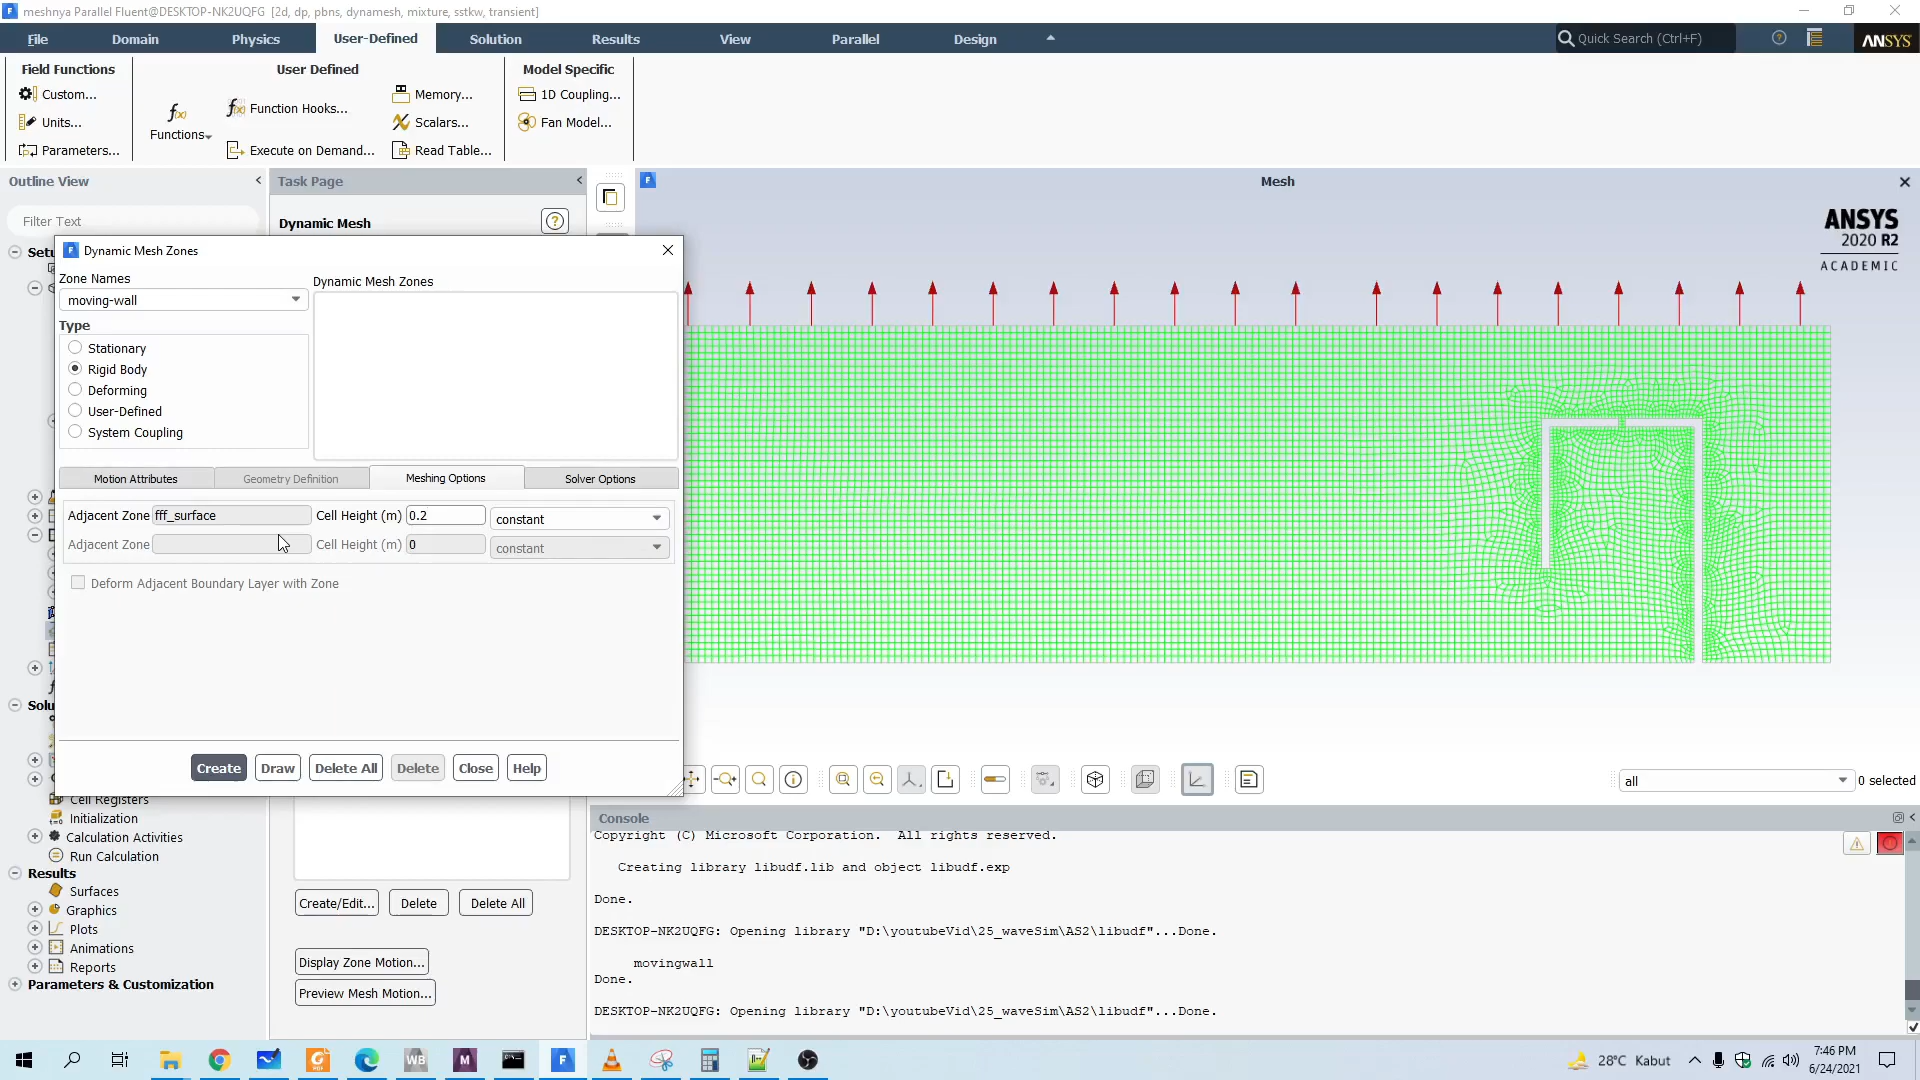 meshnya Parallel Fluent@DESKTOP-NK2UQFG [2d, dp, pbns, dynamesh, mixture, sstkw, transient]
File
Domain
Physics
User-Defined
Solution
Results
View
Parallel
Design
Quick Search (Ctrl+F)
ANSYS
Field Functions
User Defined
Model Specific
Custom...
Units...
Parameters...
Functions
Function Hooks...
Execute on Demand...
Memory...
Scalars...
Read Table...
1D Coupling...
Fan Model...
Outline View
Task Page
Mesh
Filter Text
Dynamic Mesh
ANSYS
2020 R2
ACADEMIC
Setu
Dynamic Mesh Zones
Zone Names
moving-wall
Dynamic Mesh Zones
Type
Stationary
Rigid Body
Deforming
User-Defined
System Coupling
Motion Attributes
Geometry Definition
Meshing Options
Solver Options
Adjacent Zone fff_surface Cell Height (m) 0.2 constant
Adjacent Zone Cell Height (m) 0 constant
Deform Adjacent Boundary Layer with Zone
Create
Draw
Delete All
Delete
Close
Help
Solu
Cell Registers
Initialization
Calculation Activities
Run Calculation
Results
Surfaces
Graphics
Plots
Animations
Reports
Parameters & Customization
Create/Edit...
Delete
Delete All
Display Zone Motion...
Preview Mesh Motion...
all
0 selected
Console
Copyright (C) Microsoft Corporation. All rights reserved.
Creating library libudf.lib and object libudf.exp
Done.
DESKTOP-NK2UQFG: Opening library "D:\youtubeVid\25_waveSim\AS2\libudf"...Done.
movingwall
Done.
DESKTOP-NK2UQFG: Opening library "D:\youtubeVid\25_waveSim\AS2\libudf"...Done.
28°C Kabut
7:46 PM
6/24/2021